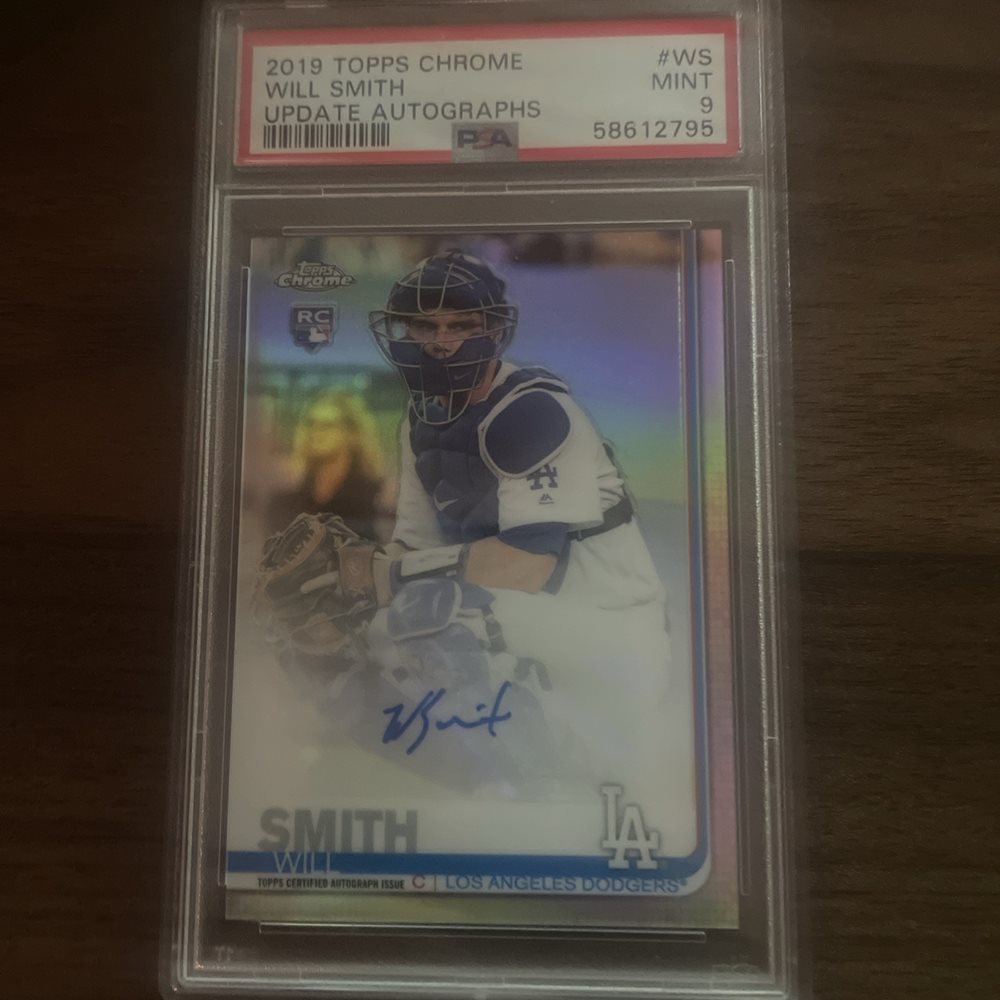 2019 TOPPS CHROME #WS
WILL SMITH MINT
UPDATE AUTOGRAPHS 9
PSA 58612795
Topps
Chrome
RC
LA
SMITH
WILL
LA
TOPPS CERTIFIED AUTOGRAPH ISSUE C | LOS ANGELES DODGERS®